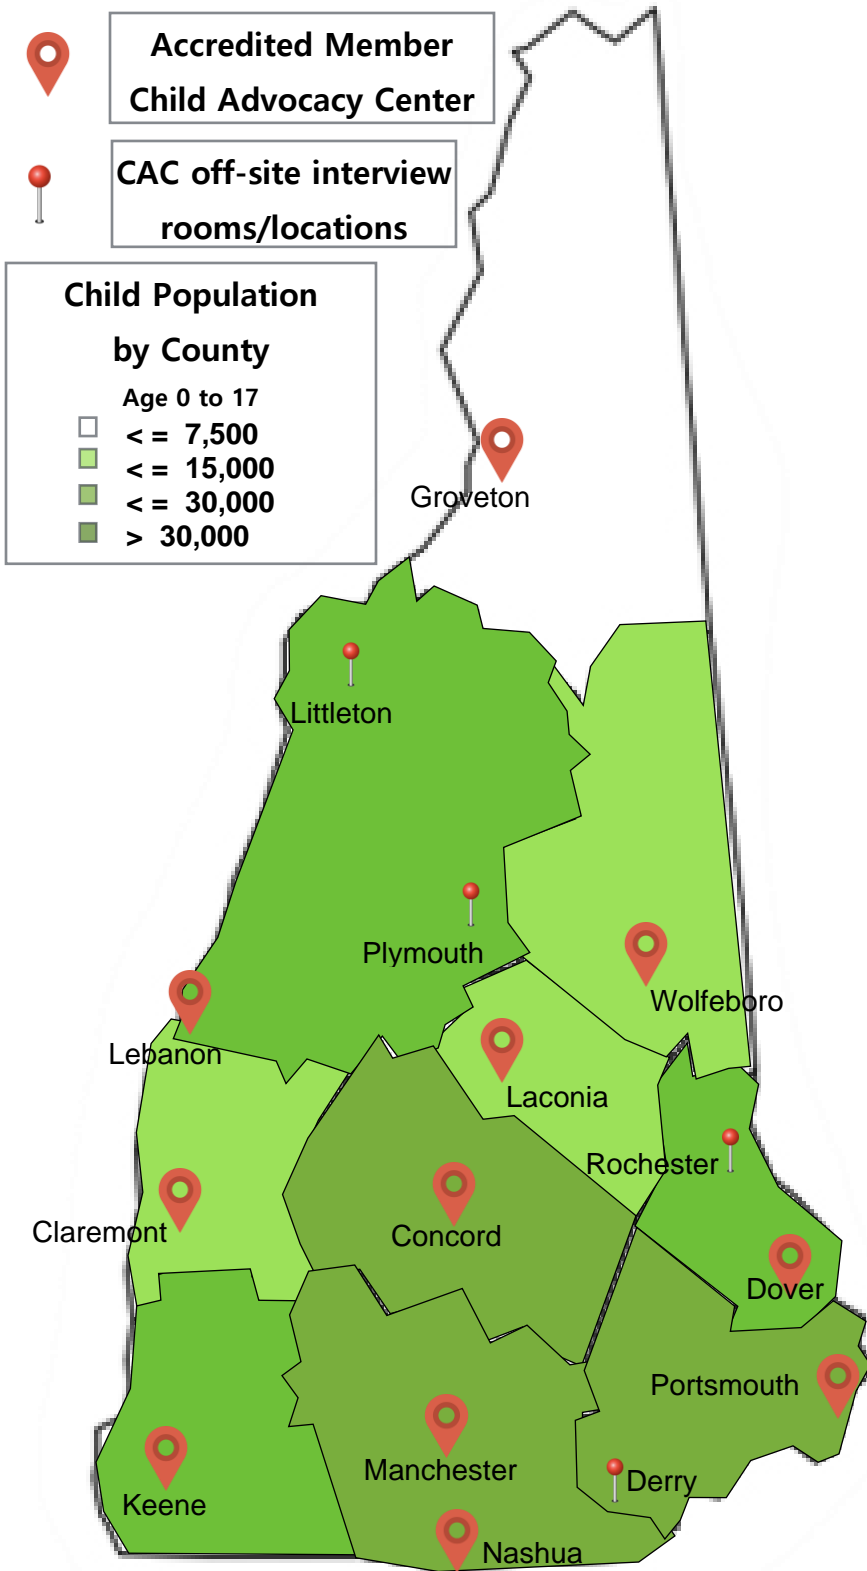 Accredited Member
Child Advocacy Center
CAC off-site interview
rooms/locations
Child Population
by County
Age 0 to 17
< = 7,500
< = 15,000
< = 30,000
> 30,000
Groveton
Littleton
Plymouth
Wolfeboro
Lebanon
Laconia
Rochester
Claremont
Concord
Dover
Portsmouth
Manchester
Derry
Keene
Nashua